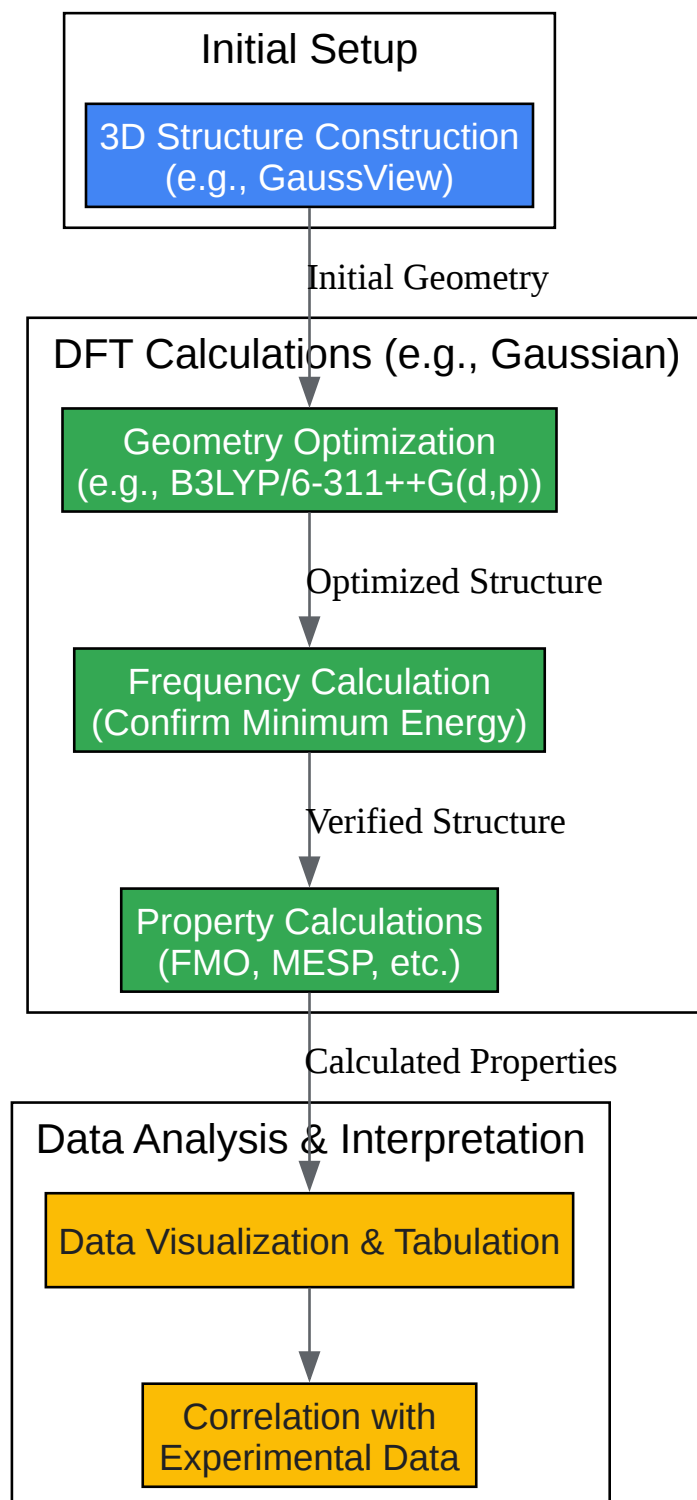 Initial Setup
3D Structure Construction
(e.g., GaussView)
Initial Geometry
DFT Calculations (e.g., Gaussian)
Geometry Optimization
(e.g., B3LYP/6-311++G(d,p))
Optimized Structure
Frequency Calculation
(Confirm Minimum Energy)
Verified Structure
Property Calculations
(FMO, MESP, etc.)
Calculated Properties
Data Analysis & Interpretation
Data Visualization & Tabulation
Correlation with
Experimental Data